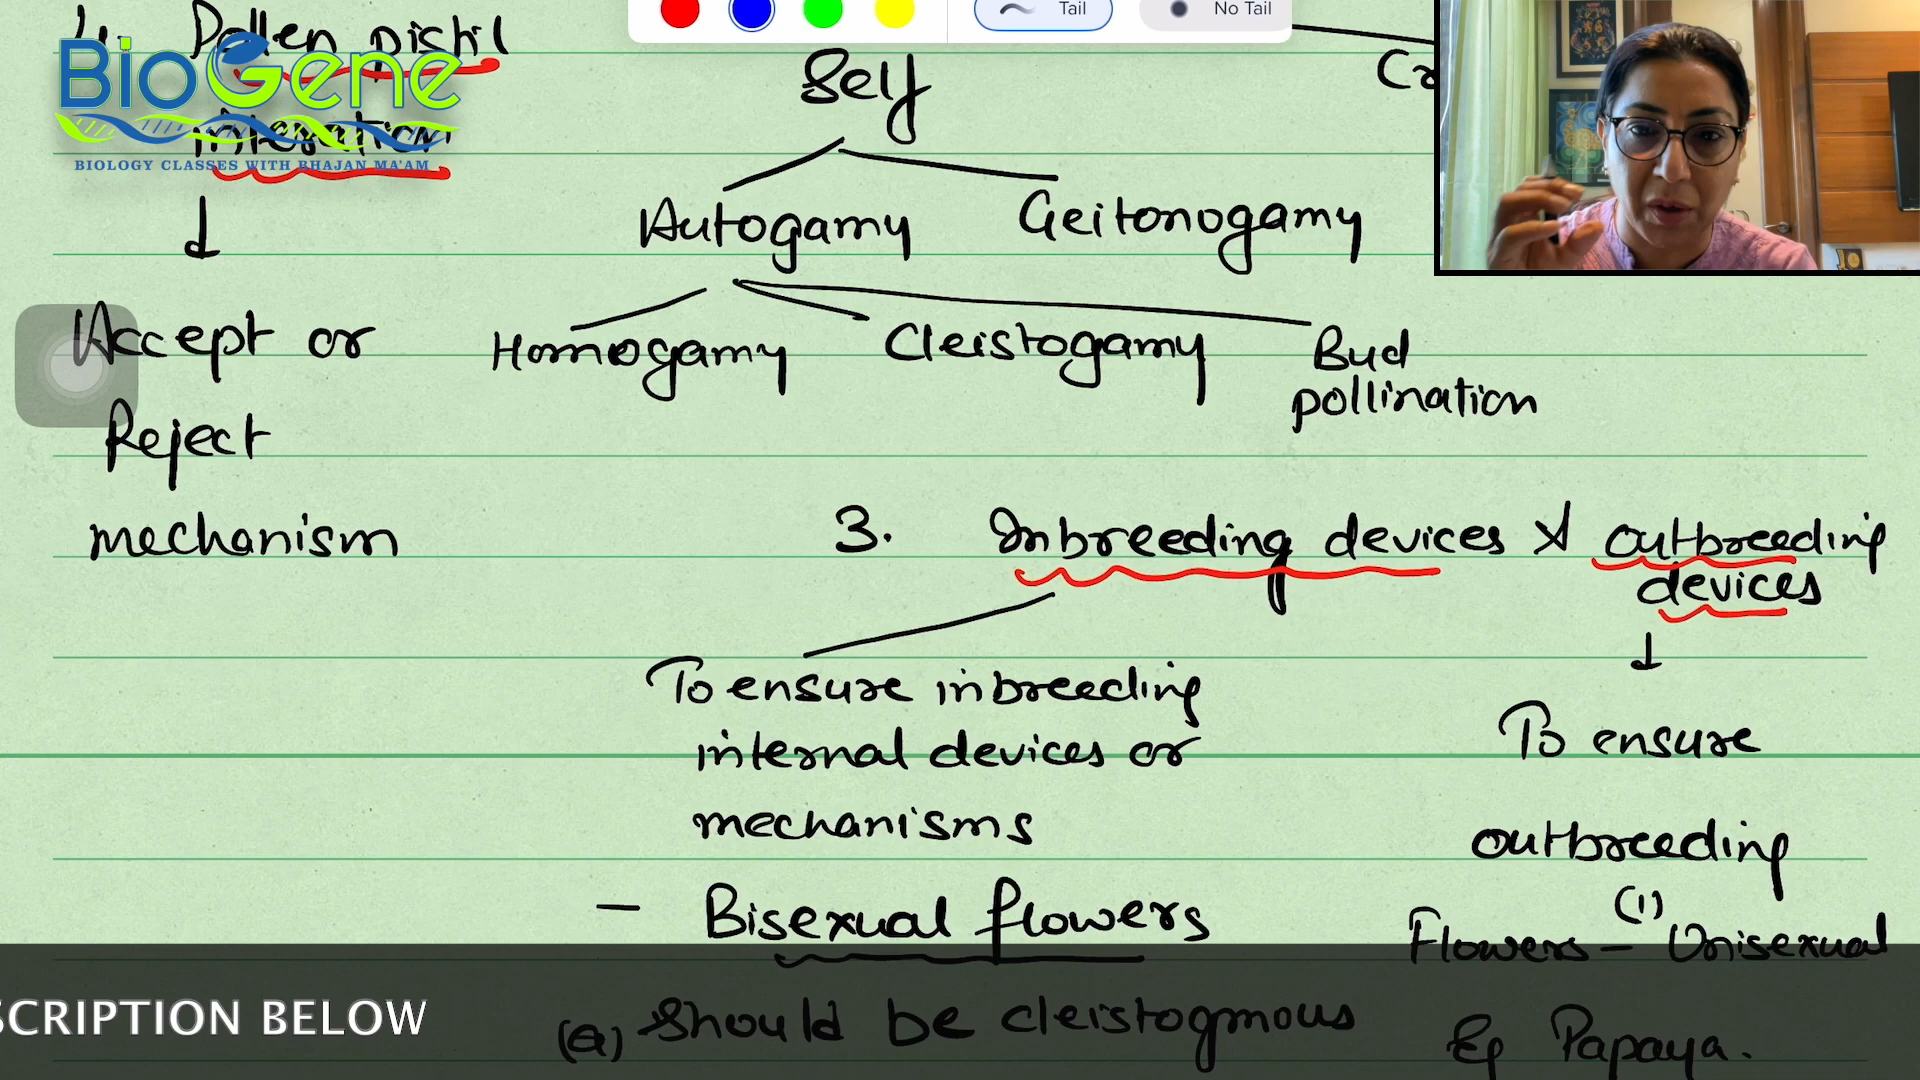 Tail
No Tail
4. Pollen pistil
BioGene
BIOLOGY CLASSES WITH BHAJAN MA'AM
Self
Autogamy
Geitonogamy
Homogamy
Cleistogamy
Bud
pollination
Accept or
Reject
mechanism
3. Inbreeding devices & outbreeding
devices
To ensure inbreeding
internal devices or
mechanisms
– Bisexual flowers
(a) Should be cleistogmous
To ensure
outbreeding
(1)
Flowers – Unisexual
Eg Papaya.
SCRIPTION BELOW